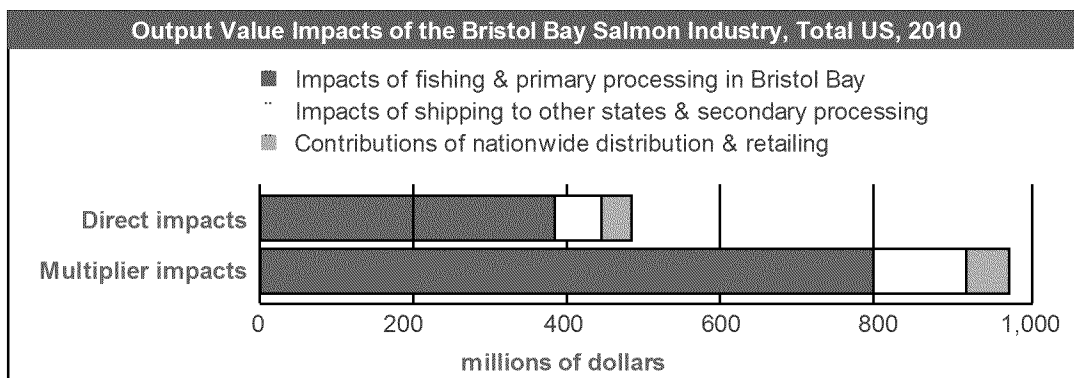 Output Value Impacts of the Bristol Bay Salmon Industry, Total US, 2010
Impacts of fishing & primary processing in Bristol Bay
Impacts of shipping to other states & secondary processing
Contributions of nationwide distribution & retailing
Direct impacts
Multiplier impacts
0 200 400 600 800 1,000
millions of dollars